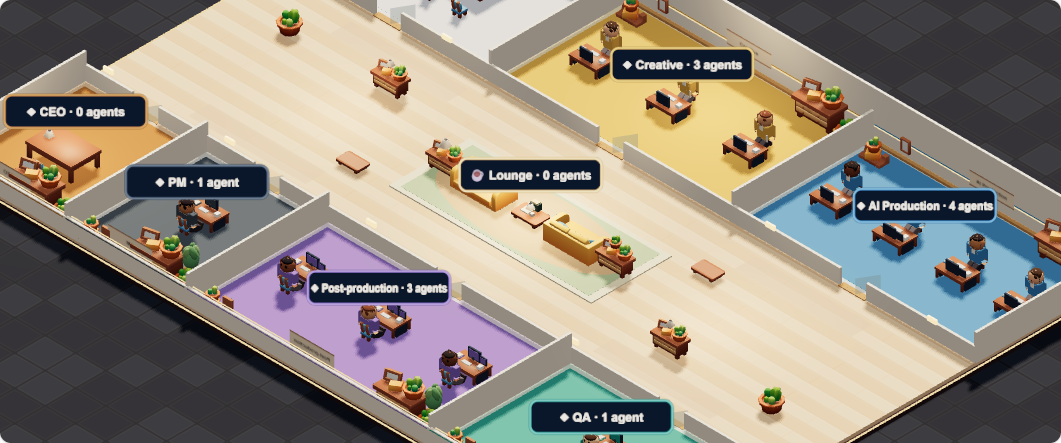 ◆ Creative · 3 agents
◆ CEO · 0 agents
◆ PM · 1 agent
Lounge · 0 agents
◆ AI Production · 4 agents
◆ Post-production · 3 agents
◆ QA · 1 agent